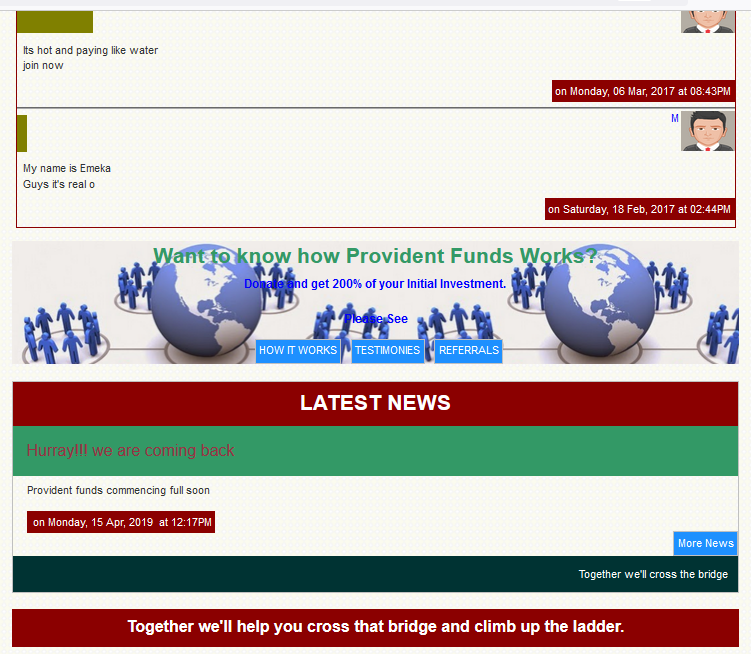 Its hot and paying like water
join now
on Monday, 06 Mar, 2017 at 08:43PM
M
My name is Emeka
Guys it's real o
on Saturday, 18 Feb, 2017 at 02:44PM
Want to know how Provident Funds Works?
Donate and get 200% of your Initial Investment.
Please See
HOW IT WORKS TESTIMONIES REFERRALS
LATEST NEWS
Hurray!!! we are coming back
Provident funds commencing full soon
on Monday, 15 Apr, 2019 at 12:17PM
More News
Together we'll cross the bridge
Together we'll help you cross that bridge and climb up the ladder.